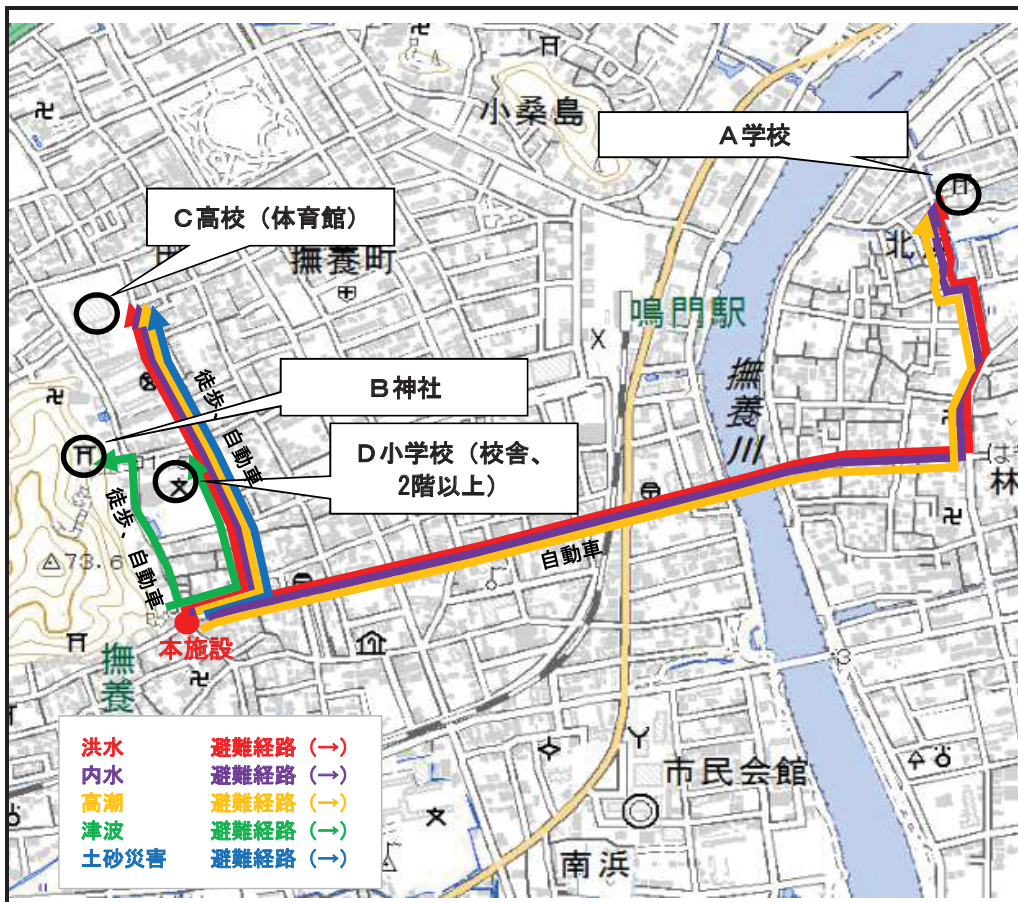 小桑島
A学校
C高校（体育館）
撫養町
北
鳴門駅
撫養川
B神社
D小学校（校舎、
2階以上）
徒歩、自動車
徒歩、自動車
自動車
林
73.6
本施設
撫養
市民会館
南浜
洪水 避難経路（→）
内水 避難経路（→）
高潮 避難経路（→）
津波 避難経路（→）
土砂災害 避難経路（→）